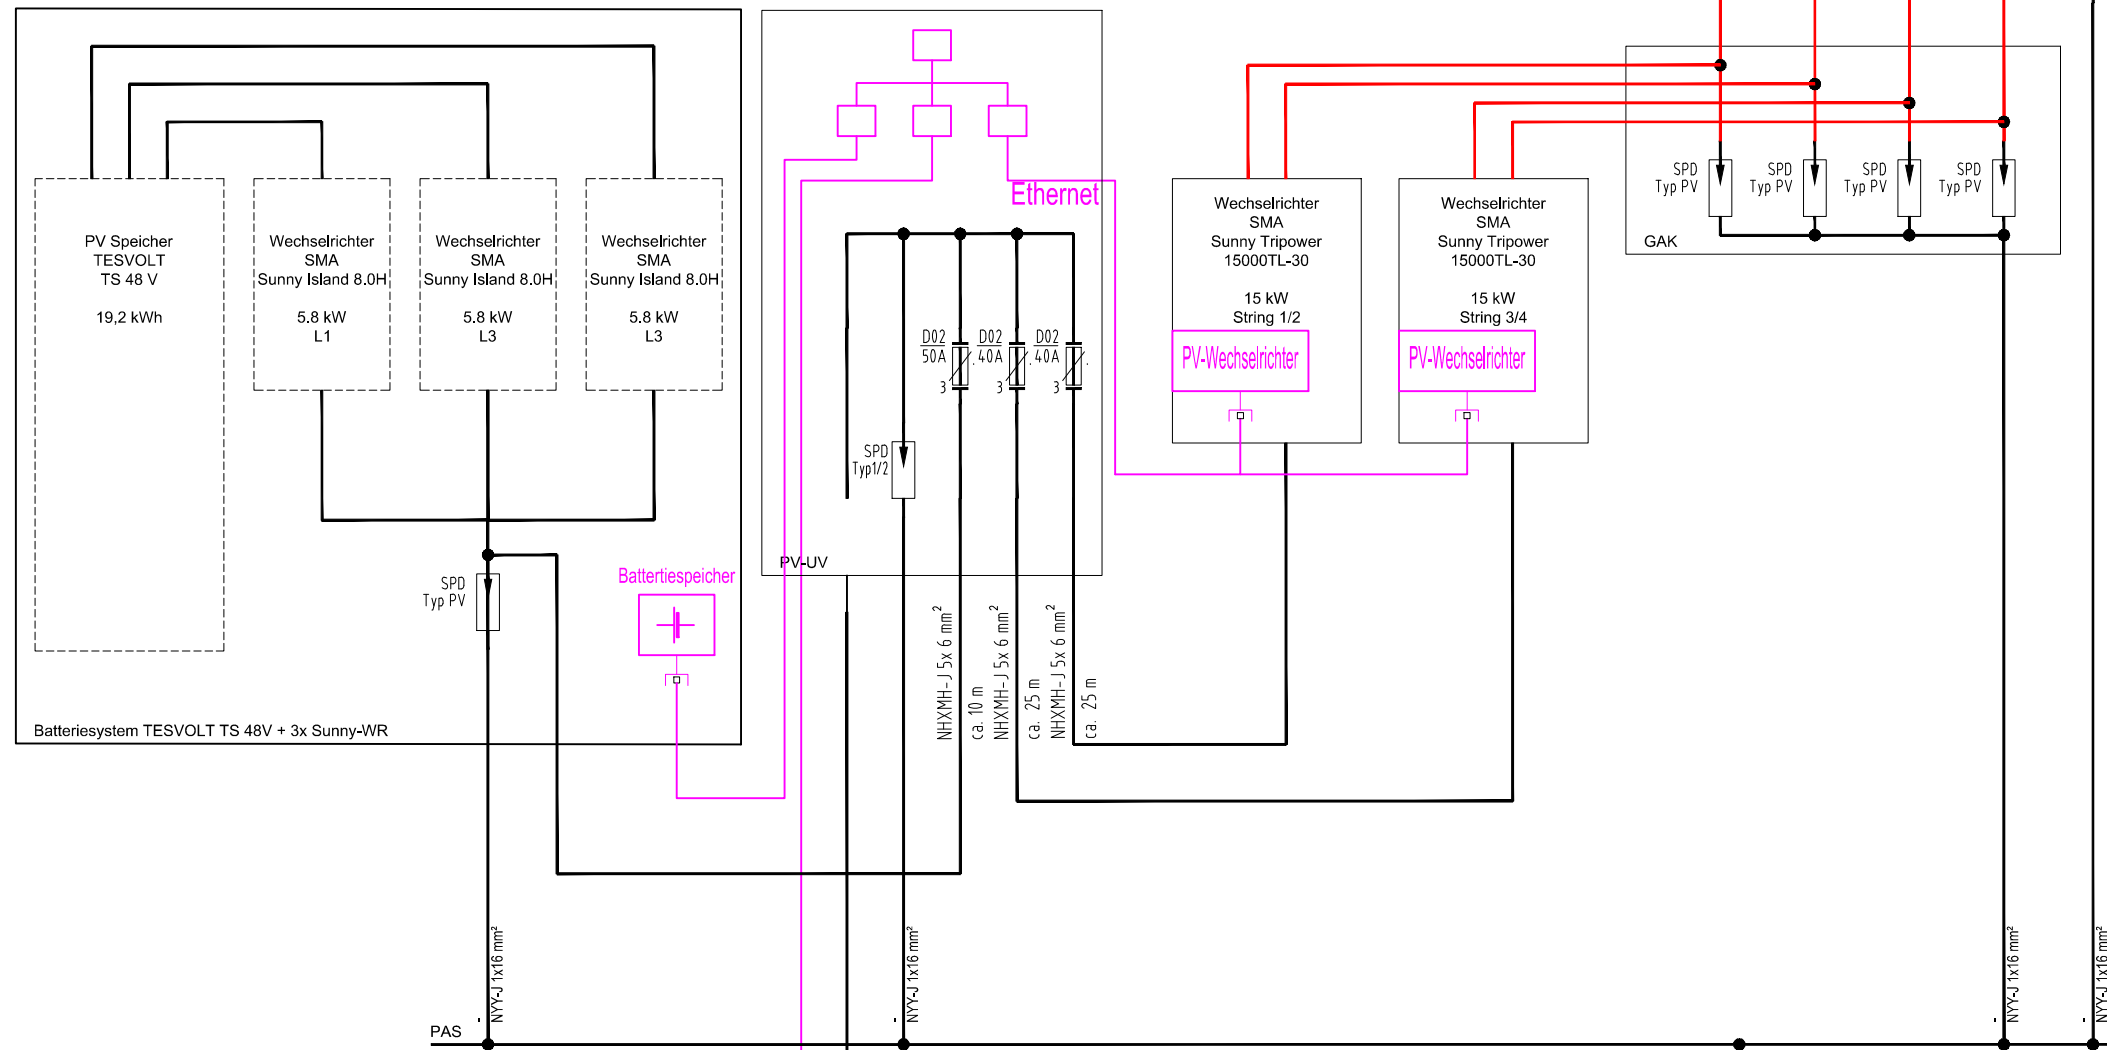 PV Speicher
TESVOLT
TS 48 V
19,2 kWh
Wechselrichter
SMA
Sunny Island 8.0H
5.8 kW
L1
Wechselrichter
SMA
Sunny Island 8.0H
5.8 kW
L3
Wechselrichter
SMA
Sunny Island 8.0H
5.8 kW
L3
SPD
Typ PV
Battertiespeicher
Batteriesystem TESVOLT TS 48V + 3x Sunny-WR
Ethernet
D02
50A
3
D02
40A
3
D02
40A
3
SPD
Typ1/2
PV-UV
NHXMH-J 5x 6 mm²
ca. 10 m
NHXMH-J 5x 6 mm²
ca. 25 m
NHXMH-J 5x 6 mm²
ca. 25 m
Wechselrichter
SMA
Sunny Tripower
15000TL-30
15 kW
String 1/2
PV-Wechselrichter
Wechselrichter
SMA
Sunny Tripower
15000TL-30
15 kW
String 3/4
PV-Wechselrichter
SPD
Typ PV
SPD
Typ PV
SPD
Typ PV
SPD
Typ PV
GAK
NYY-J 1x16 mm²
NYY-J 1x16 mm²
NYY-J 1x16 mm²
NYY-J 1x16 mm²
PAS